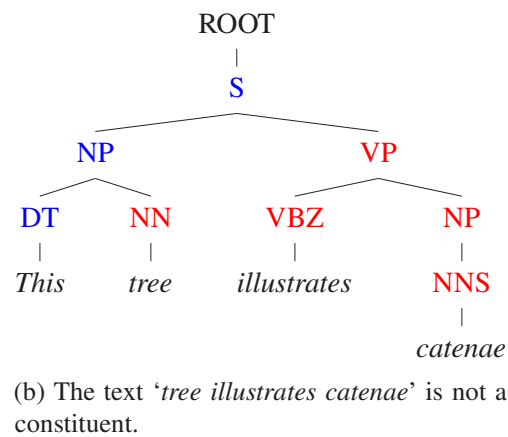 ROOT
S
NP VP
DT NN VBZ NP
This tree illustrates NNS
catenae
(b) The text ‘tree illustrates catenae’ is not a
constituent.